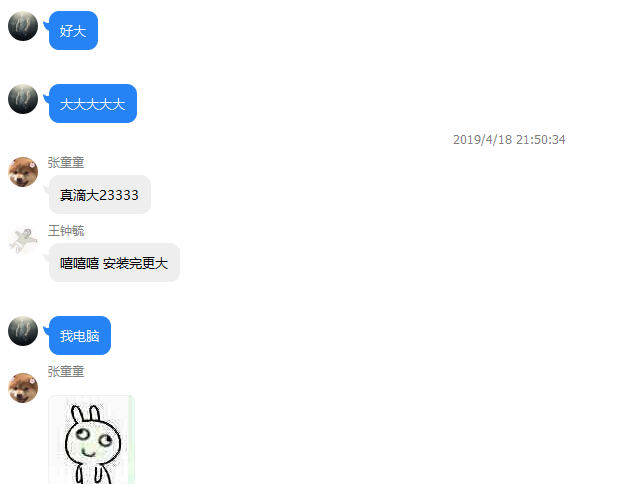 好大
大大大大大
2019/4/18 21:50:34
张童童
真滴大23333
王钟毓
嘻嘻嘻 安装完更大
我电脑
张童童